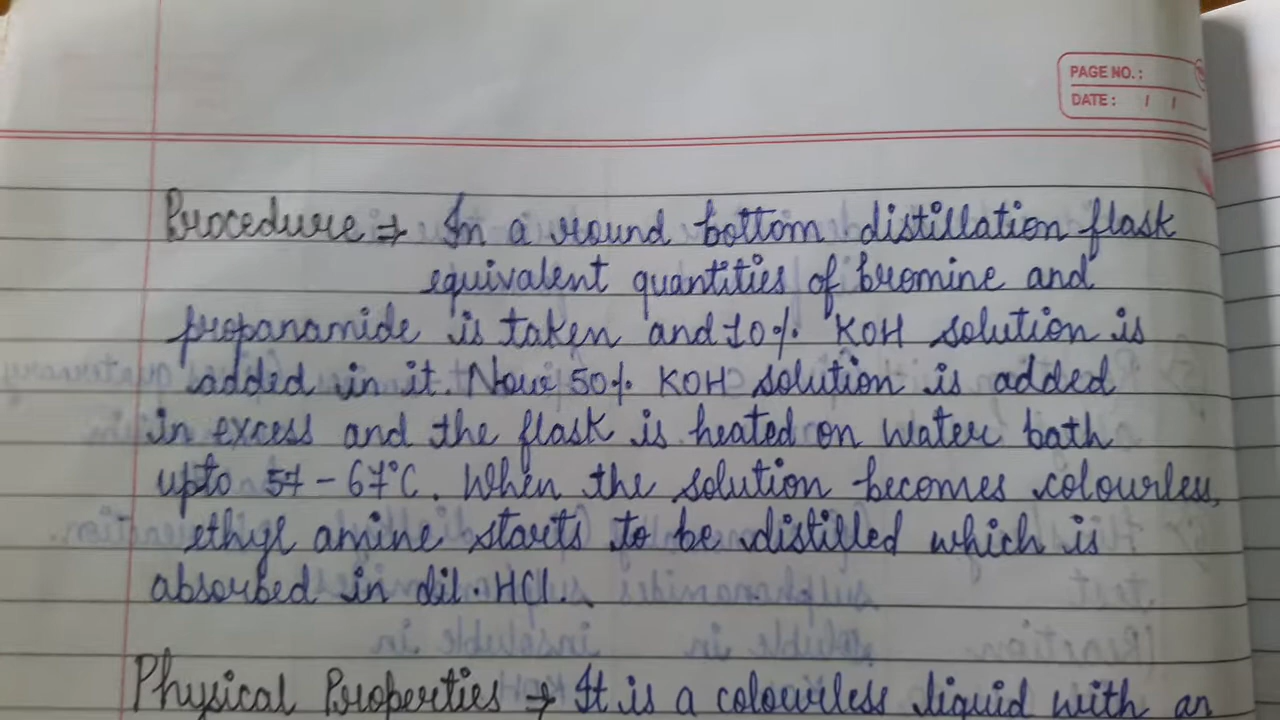 PAGE NO.:
DATE: / /
Procedure ⇒ In a round bottom distillation flask
equivalent quantities of bromine and
propanamide is taken and 10% KOH solution is
added in it. Now 50% KOH solution is added
in excess and the flask is heated on water bath
upto 57-67°C. When the solution becomes colourless,
ethyl amine starts to be distilled which is
absorbed in dil. HCl.
Physical Properties → It is a colourless liquid with an